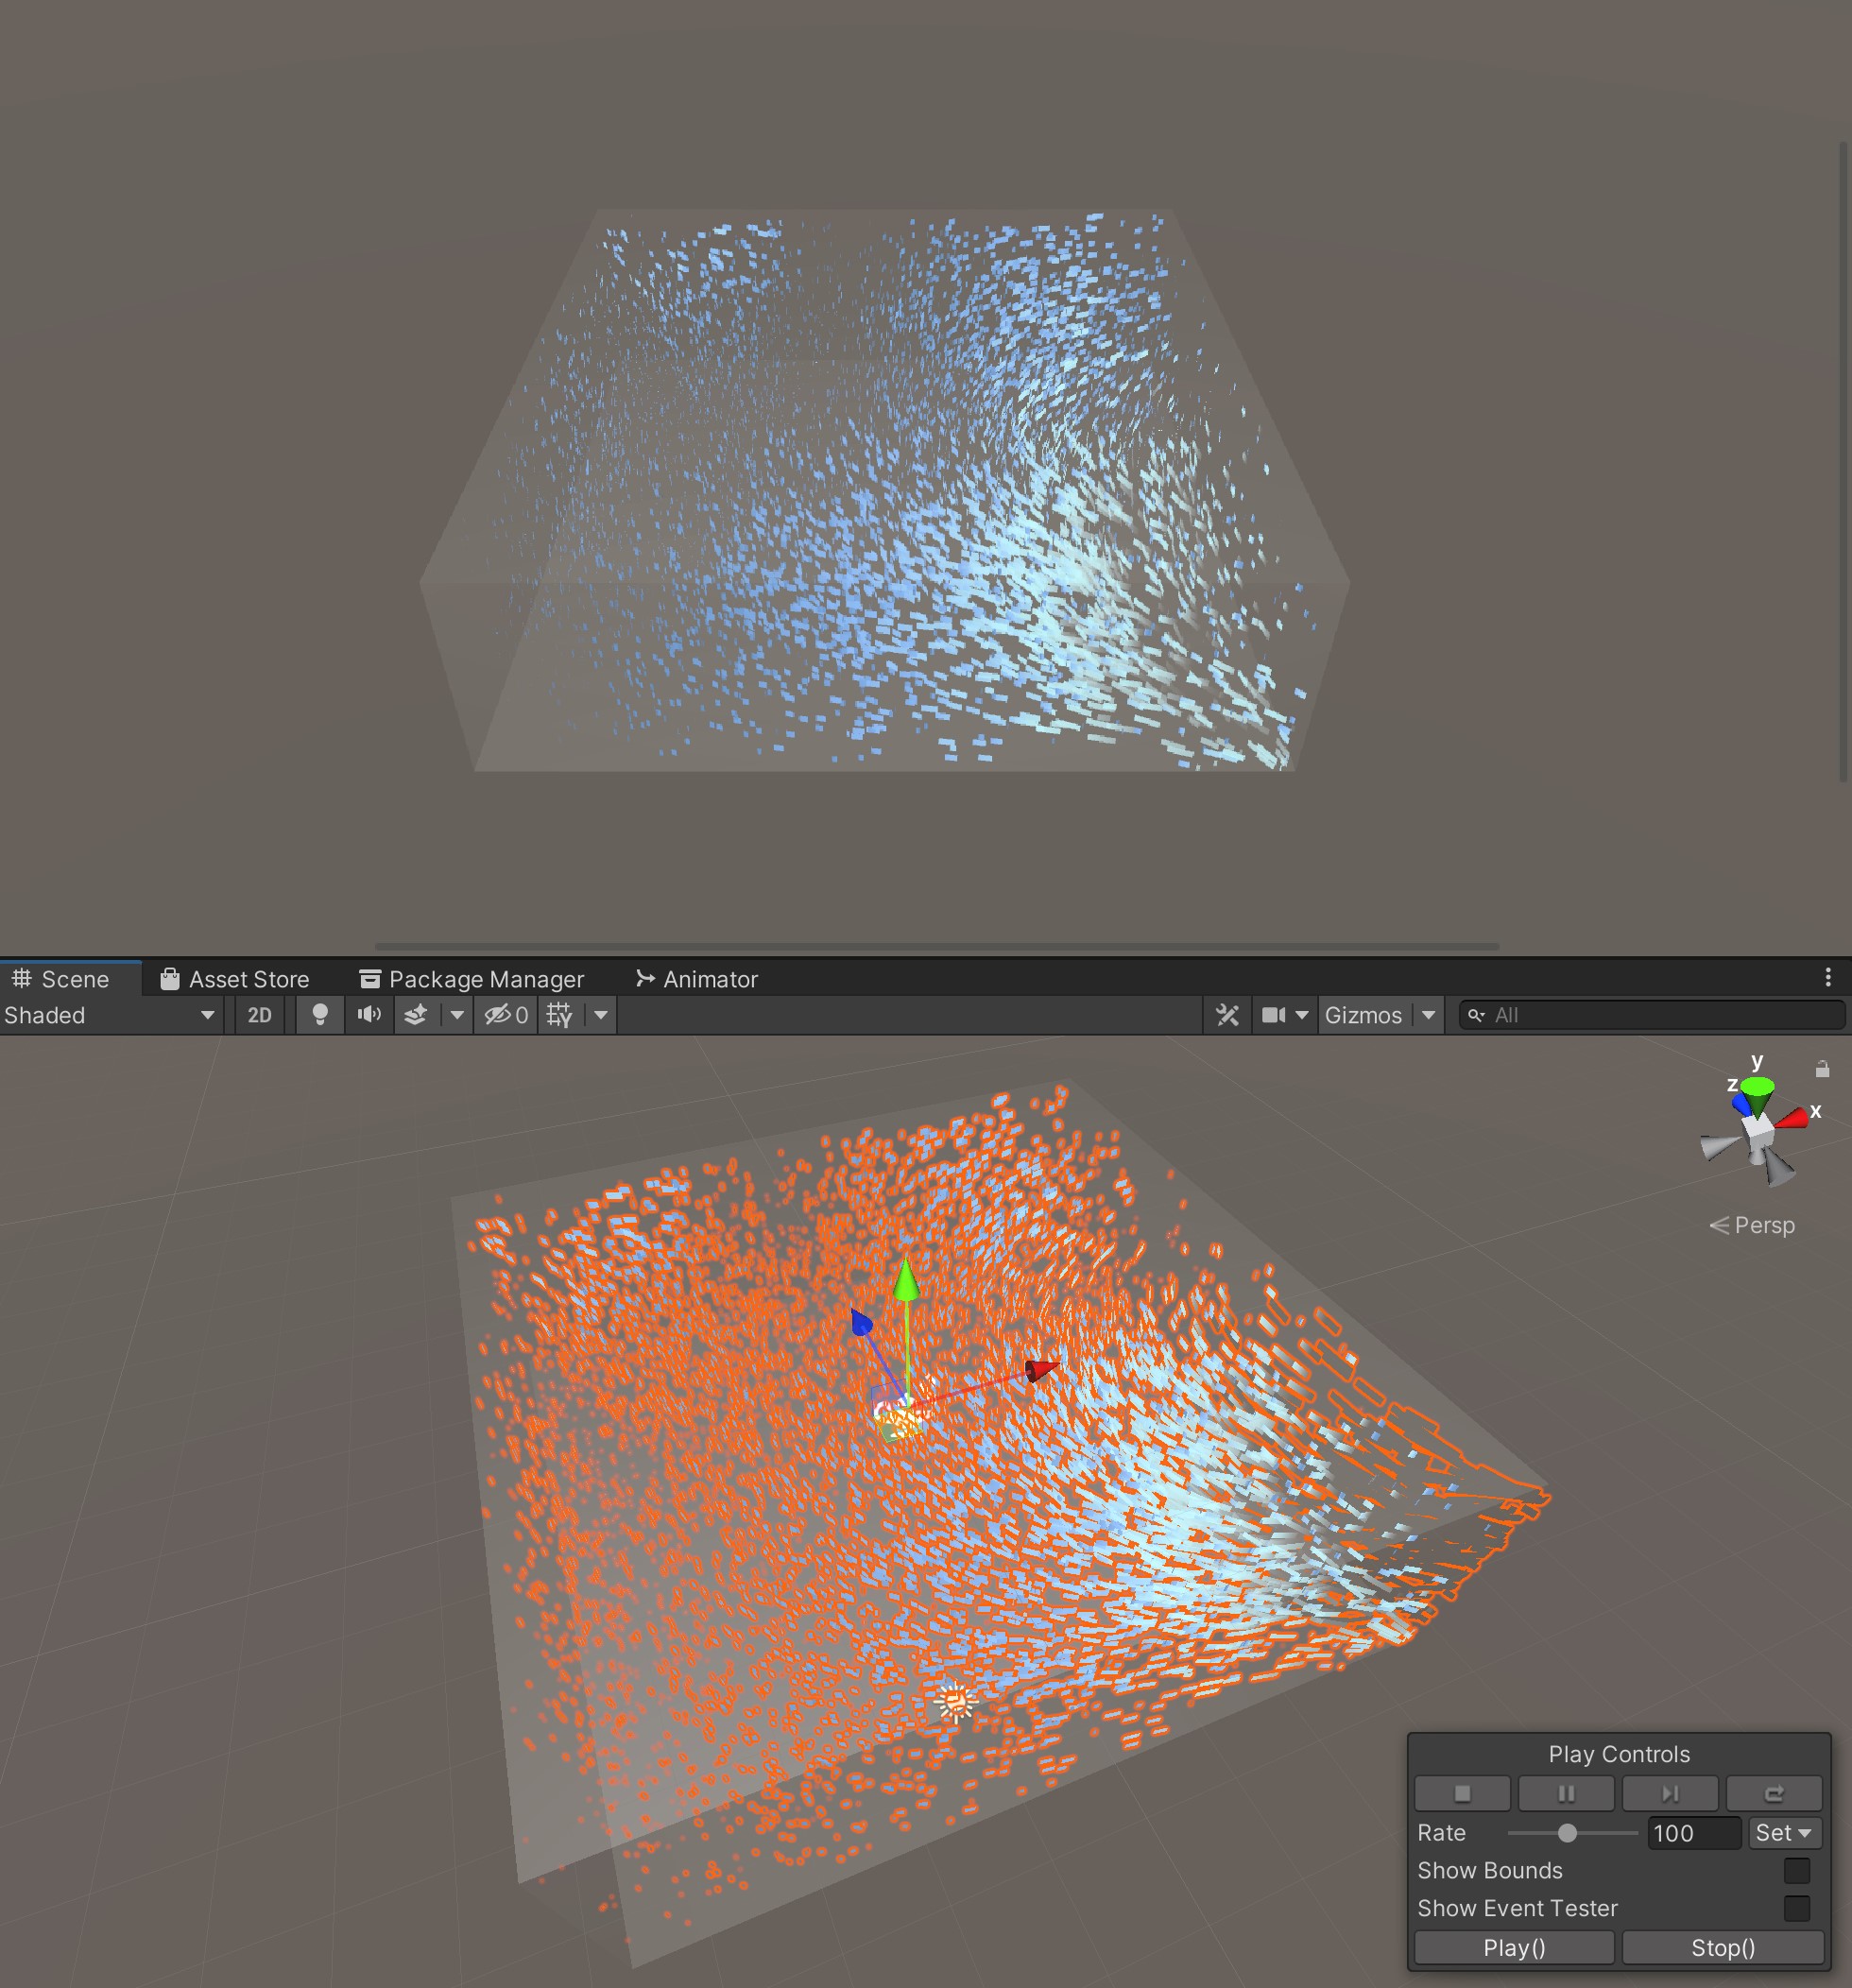 Scene Asset Store Package Manager Animator
Shaded 2D 0 Gizmos All
y
z x
Persp
Play Controls
Rate 100 Set
Show Bounds
Show Event Tester
Play() Stop()